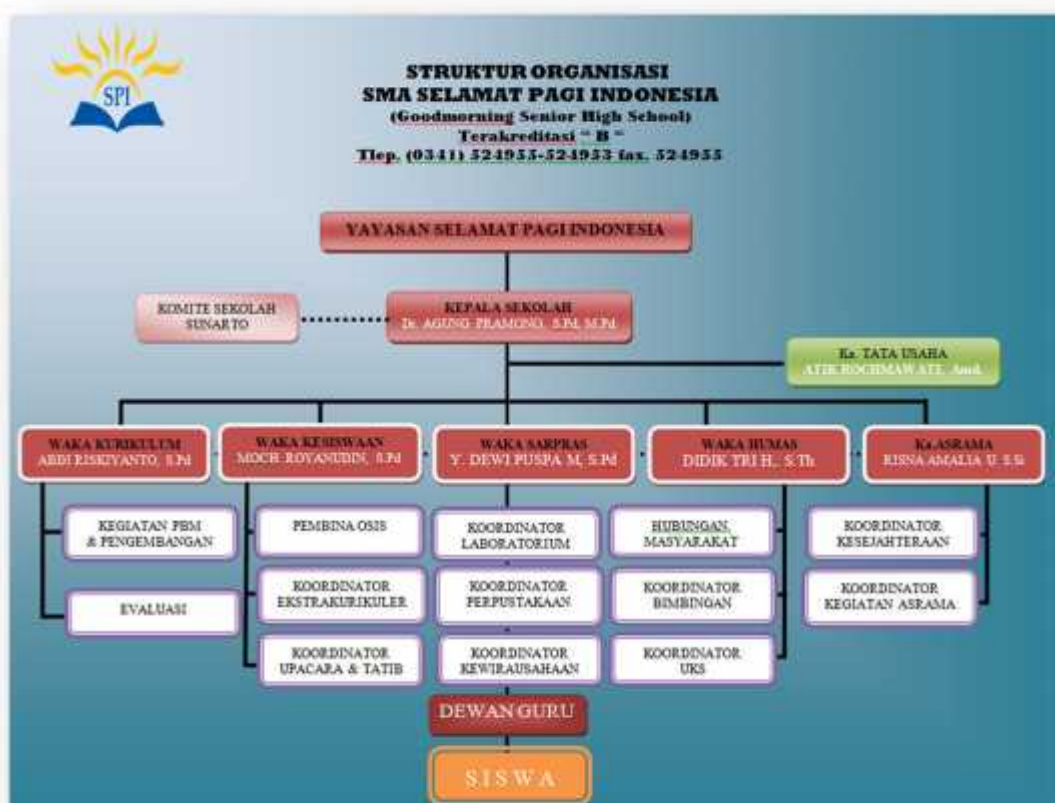 SPI
STRUKTUR ORGANISASI
SMA SELAMAT PAGI INDONESIA
(Goodmorning Senior High School)
Terakreditasi " B "
Tlep. (0341) 524955-524953 fax. 524955
YAYASAN SELAMAT PAGI INDONESIA
KOMITE SEKOLAH
SUNARTO
KEPALA SEKOLAH
Dr. AGUNG PRAMONO, S.Pd, M.Pd
Ka. TATA USAHA
ATIK ROCHMAWATI, Amd.
WAKA KURIKULUM
ABDI RISKIYANTO, S.Pd
WAKA KESISWAAN
MOCH ROYANUDIN, S.Pd
WAKA SARPRAS
Y. DEWI PUSPA M, S.Pd
WAKA HUMAS
DIDIK TRI H., S.Th
Ka.ASRAMA
RISNA AMALIA U. S.Si
KEGIATAN PBM
& PENGEMBANGAN
EVALUASI
PEMBINA OSIS
KOORDINATOR
EKSTRAKURIKULER
KOORDINATOR
UPACARA & TATIB
KOORDINATOR
LABORATORIUM
KOORDINATOR
PERPUSTAKAAN
KOORDINATOR
KEWIRAUSAHAAN
HUBUNGAN
MASYARAKAT
KOORDINATOR
BIMBINGAN
KOORDINATOR
UKS
KOORDINATOR
KESEJAHTERAAN
KOORDINATOR
KEGIATAN ASRAMA
DEWAN GURU
S I S W A